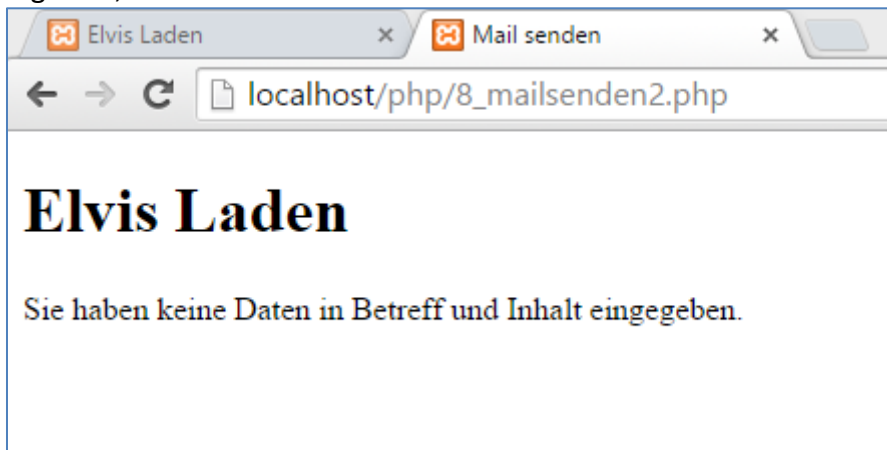 Elvis Laden
Mail senden
localhost/php/8_mailsenden2.php
Elvis Laden
Sie haben keine Daten in Betreff und Inhalt eingegeben.